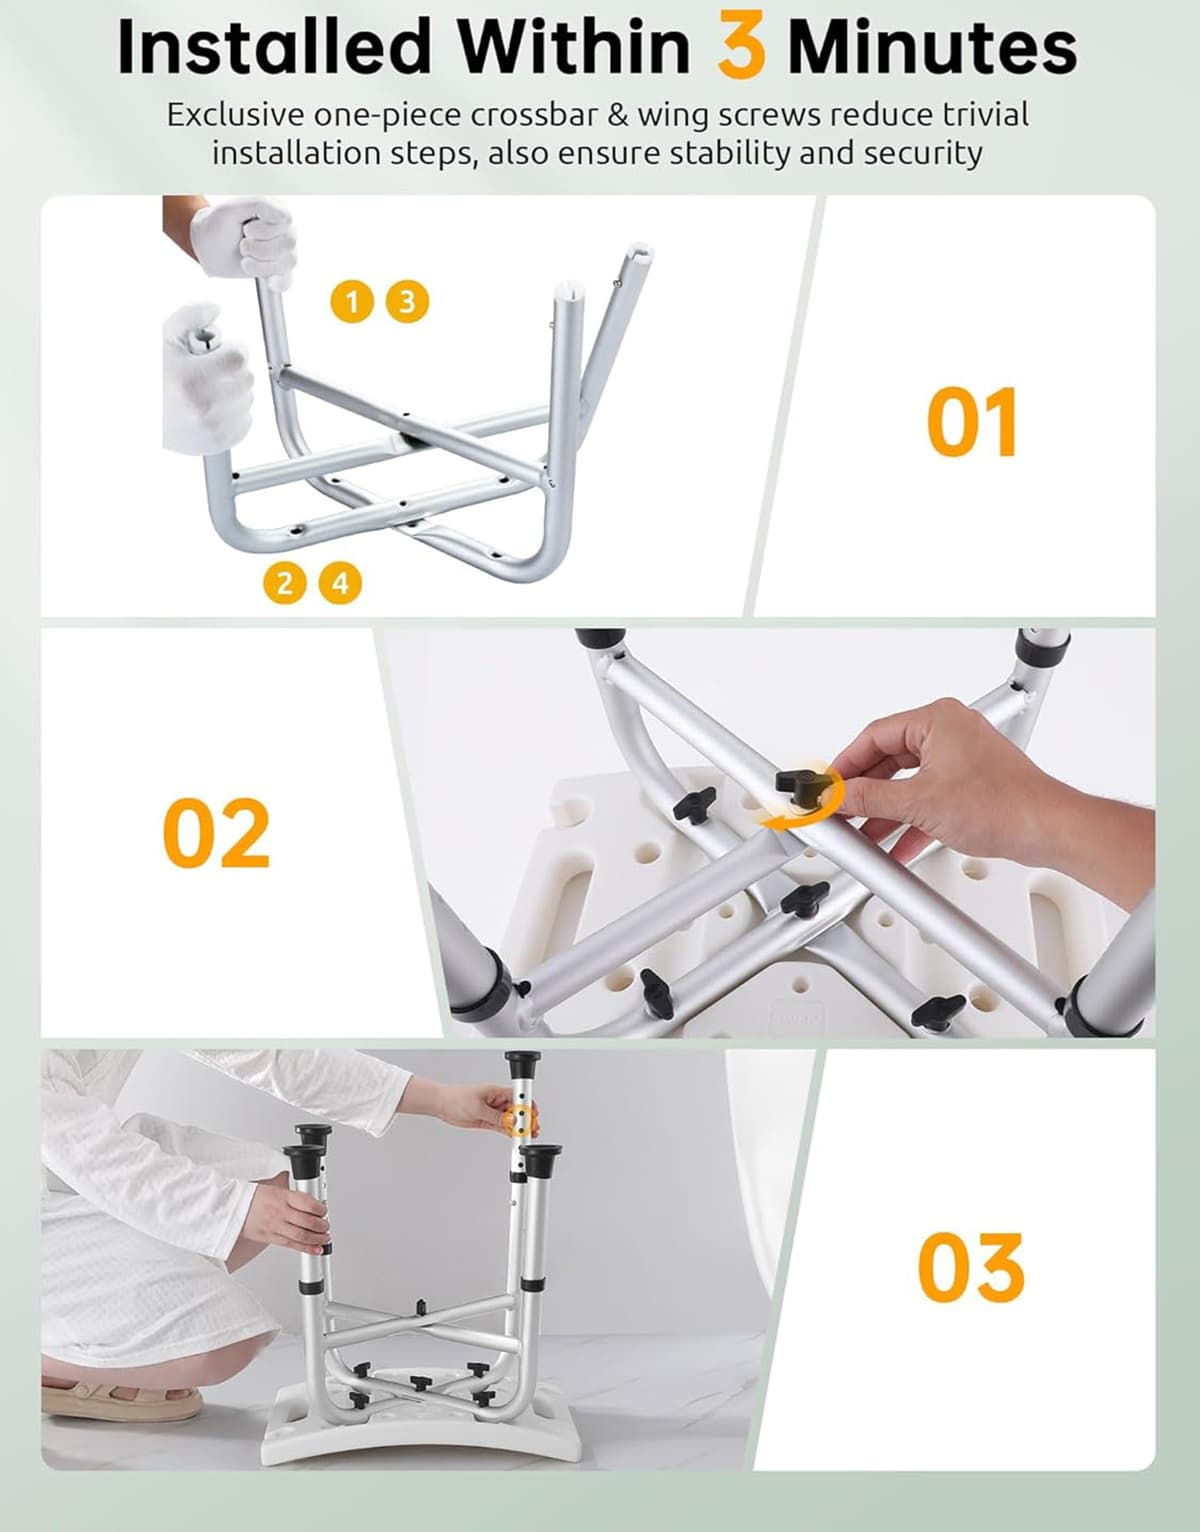 Installed Within 3 Minutes
Exclusive one-piece crossbar & wing screws reduce trivial
installation steps, also ensure stability and security
1 3
01
2 4
02
03